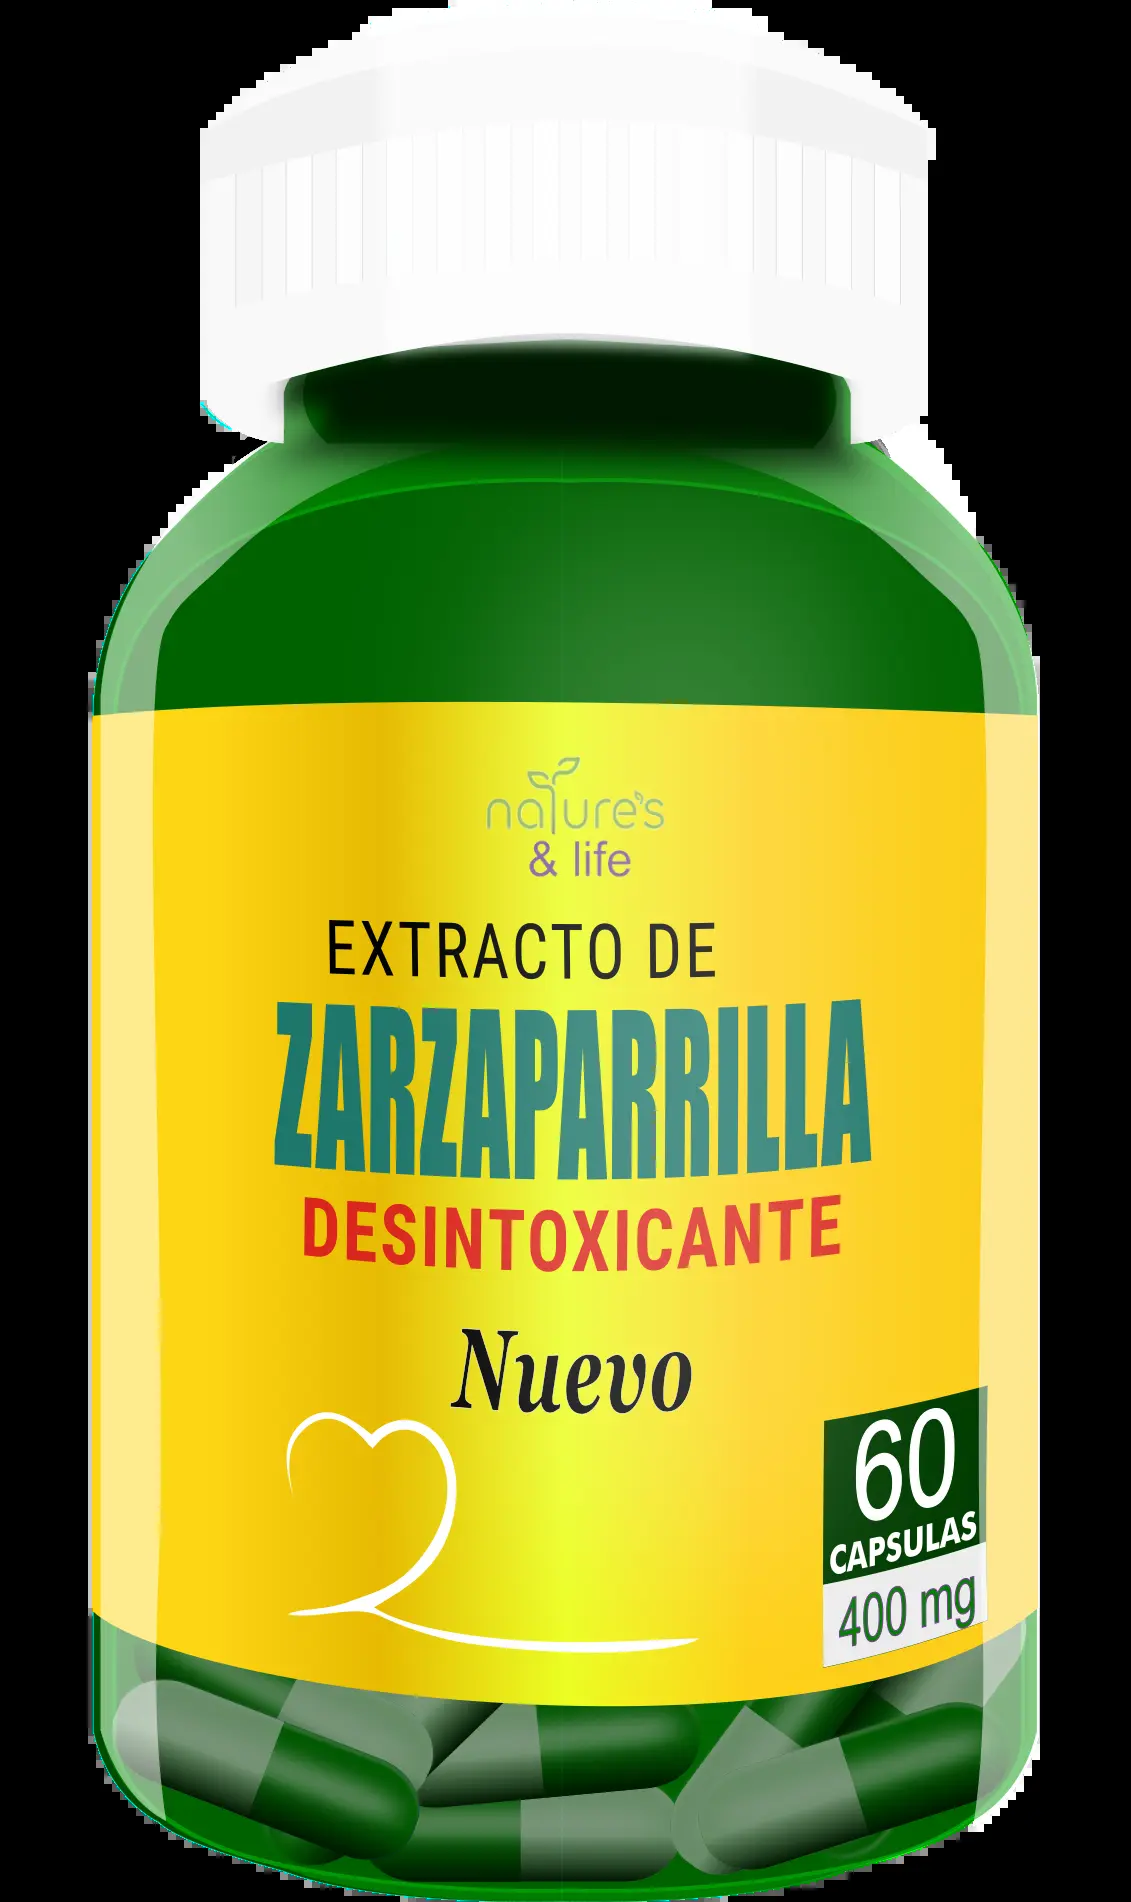 nature's
& life
EXTRACTO DE
ZARZAPARRILLA
DESINTOXICANTE
Nuevo
60
CAPSULAS
400 mg